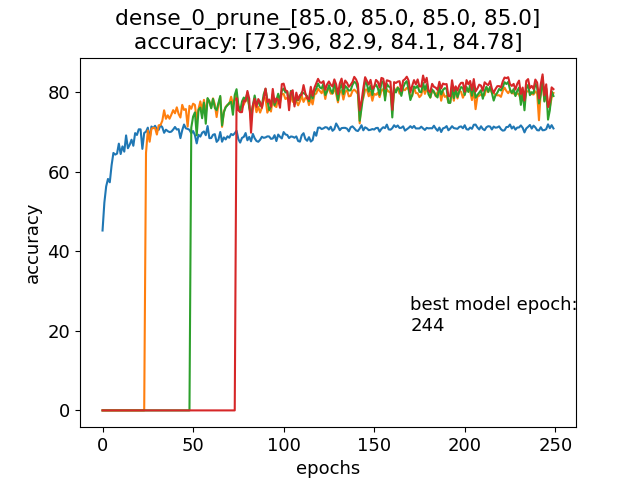 dense_0_prune_[85.0, 85.0, 85.0, 85.0]
accuracy: [73.96, 82.9, 84.1, 84.78]
80
60
40
20
0
accuracy
best model epoch:
244
0 50 100 150 200 250
epochs